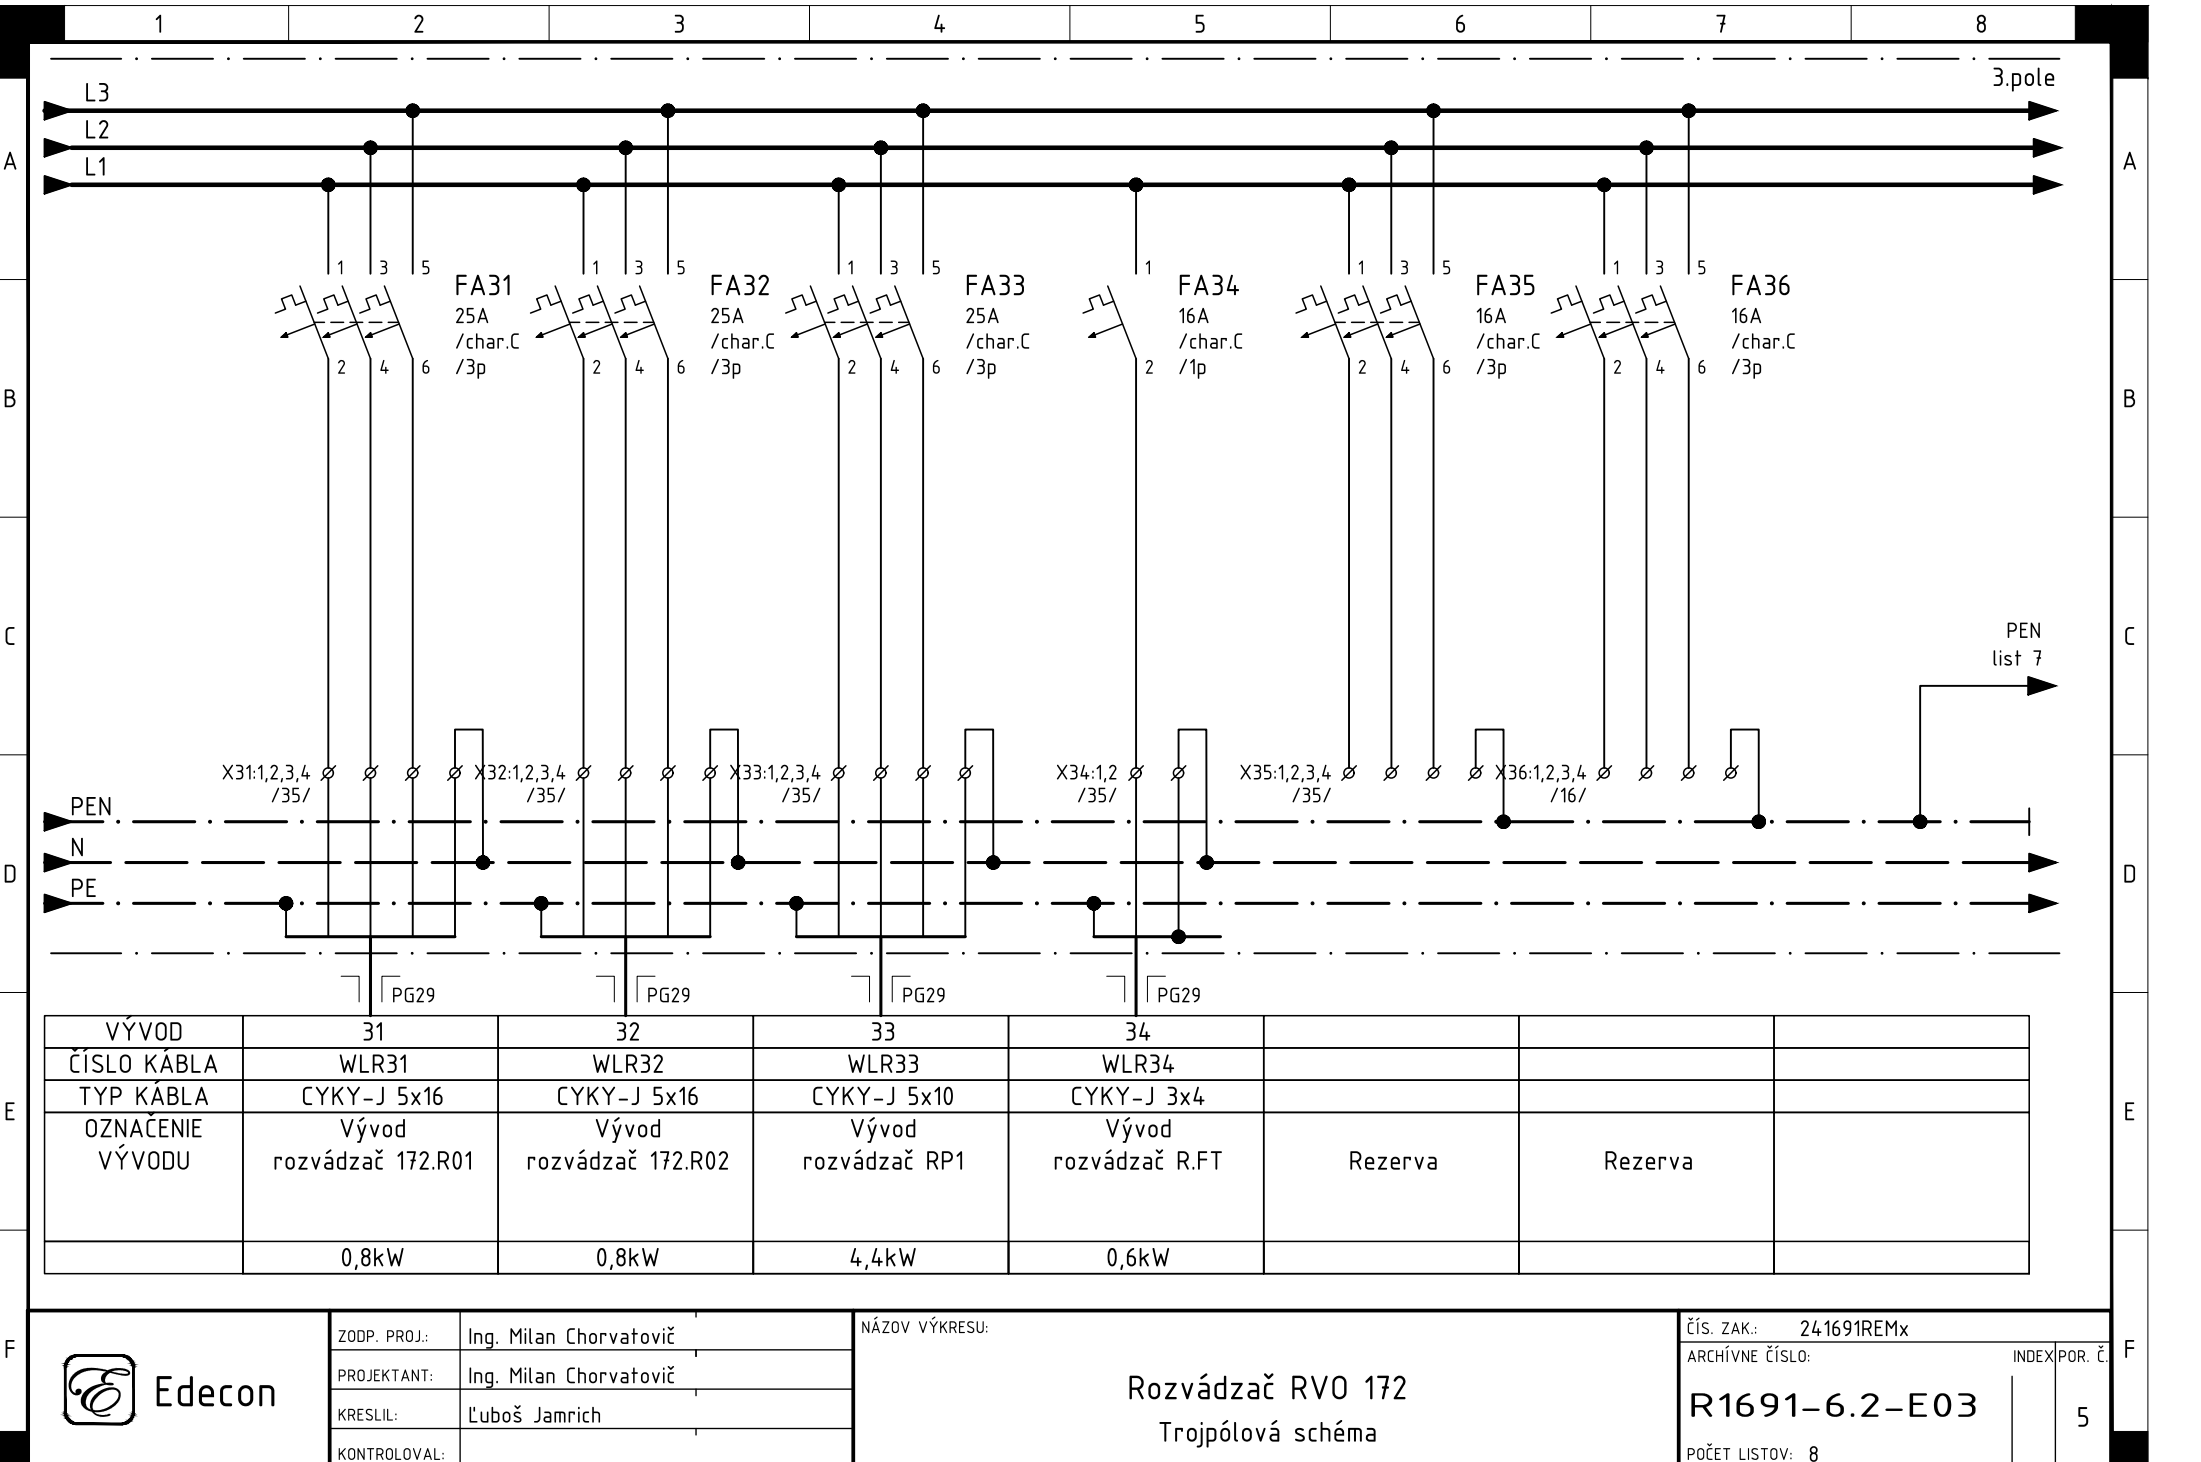 1 2 3 4 5 6 7 8
3.pole
L3
L2
L1
A A
1 3 5 1 3 5 1 3 5 1 1 3 5 1 3 5
FA31 FA32 FA33 FA34 FA35 FA36
25A 25A 25A 16A 16A 16A
/char.C /char.C /char.C /char.C /char.C /char.C
/3p /3p /3p /1p /3p /3p
2 4 6 2 4 6 2 4 6 2 2 4 6 2 4 6
B B
C C
PEN
list 7
X31:1,2,3,4 X32:1,2,3,4 X33:1,2,3,4 X34:1,2 X35:1,2,3,4 X36:1,2,3,4
/35/ /35/ /35/ /35/ /35/ /16/
PEN
N
D D
PE
PG29 PG29 PG29 PG29
VÝVOD 31 32 33 34
ČÍSLO KÁBLA WLR31 WLR32 WLR33 WLR34
TYP KÁBLA CYKY-J 5x16 CYKY-J 5x16 CYKY-J 5x10 CYKY-J 3x4
E E
OZNAČENIE Vývod Vývod Vývod Vývod
VÝVODU rozvádzač 172.R01 rozvádzač 172.R02 rozvádzač RP1 rozvádzač R.FT Rezerva Rezerva
0,8kW 0,8kW 4,4kW 0,6kW
F F
Edecon
ZODP. PROJ.: Ing. Milan Chorvatovič
PROJEKTANT: Ing. Milan Chorvatovič
KRESLIL: Ľuboš Jamrich
KONTROLOVAL:
NÁZOV VÝKRESU:
Rozvádzač RVO 172
Trojpólová schéma
ČÍS. ZAK.: 241691REMx
ARCHÍVNE ČÍSLO: INDEX POR. Č.
R1691-6.2-E03 5
POČET LISTOV: 8